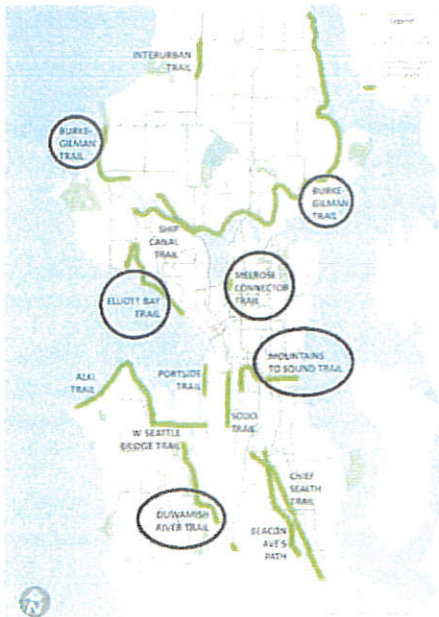 Legend
INTERURBAN
TRAIL
BURKE-
GILMAN
TRAIL
BURKE-
GILMAN
TRAIL
SHIP
CANAL
TRAIL
ELLIOTT BAY
TRAIL
MELROSE
CONNECTOR
TRAIL
MOUNTAINS
TO SOUND TRAIL
ALKI
TRAIL
PORTSIDE
TRAIL
SODO
TRAIL
W SEATTLE
BRIDGE TRAIL
CHIEF
SEALTH
TRAIL
DUWAMISH
RIVER TRAIL
BEACON
AVE S
PATH
N